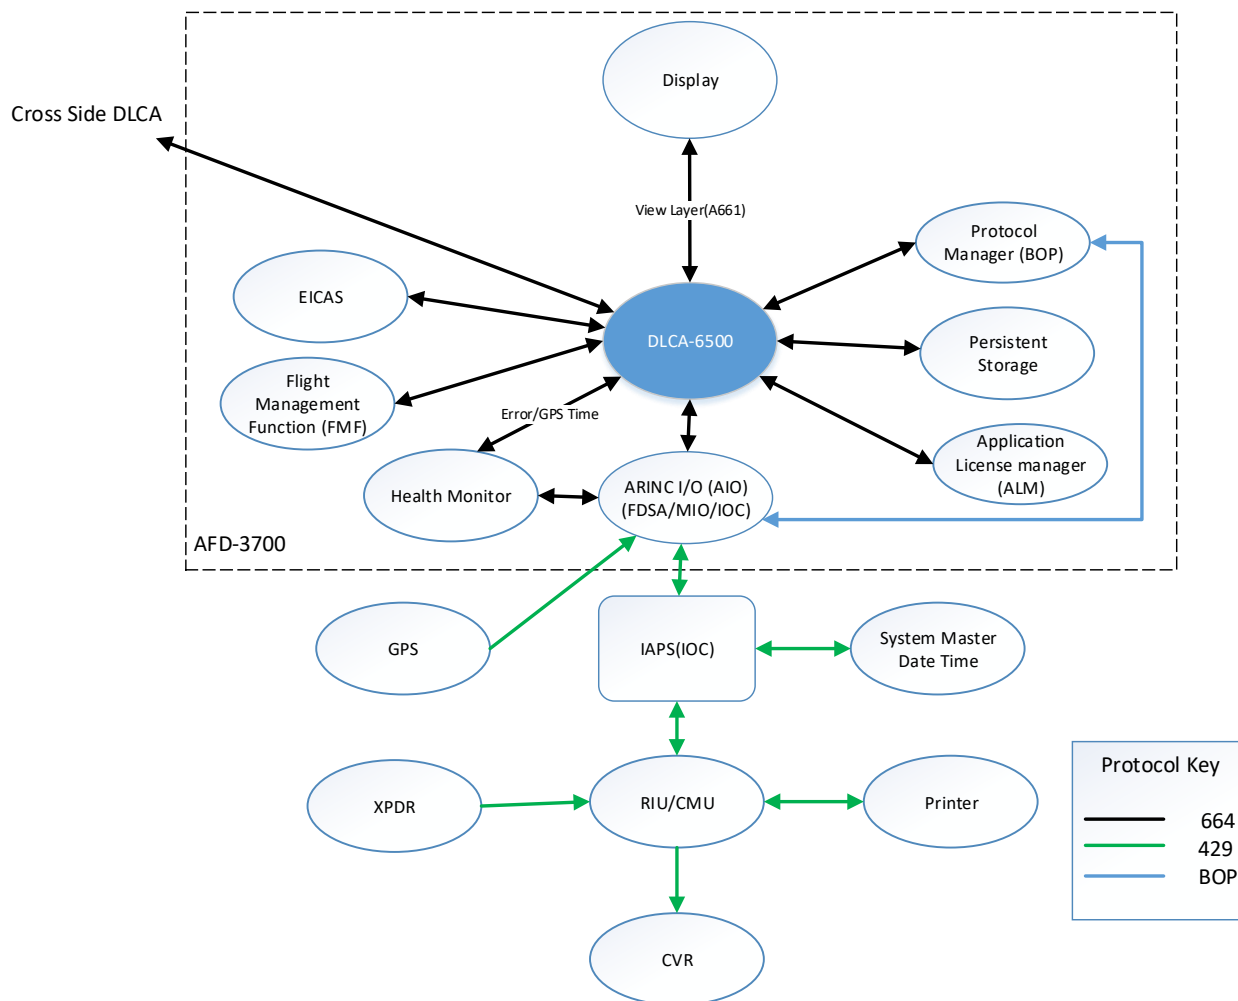 Display
Cross Side DLCA
View Layer(A661)
Protocol
Manager (BOP)
EICAS
DLCA-6500
Persistent
Storage
Flight
Management
Function (FMF)
Error/GPS Time
Application
License manager
(ALM)
Health Monitor
ARINC I/O (AIO)
(FDSA/MIO/IOC)
AFD-3700
GPS
IAPS(IOC)
System Master
Date Time
Protocol Key
XPDR
RIU/CMU
Printer
664
429
BOP
CVR